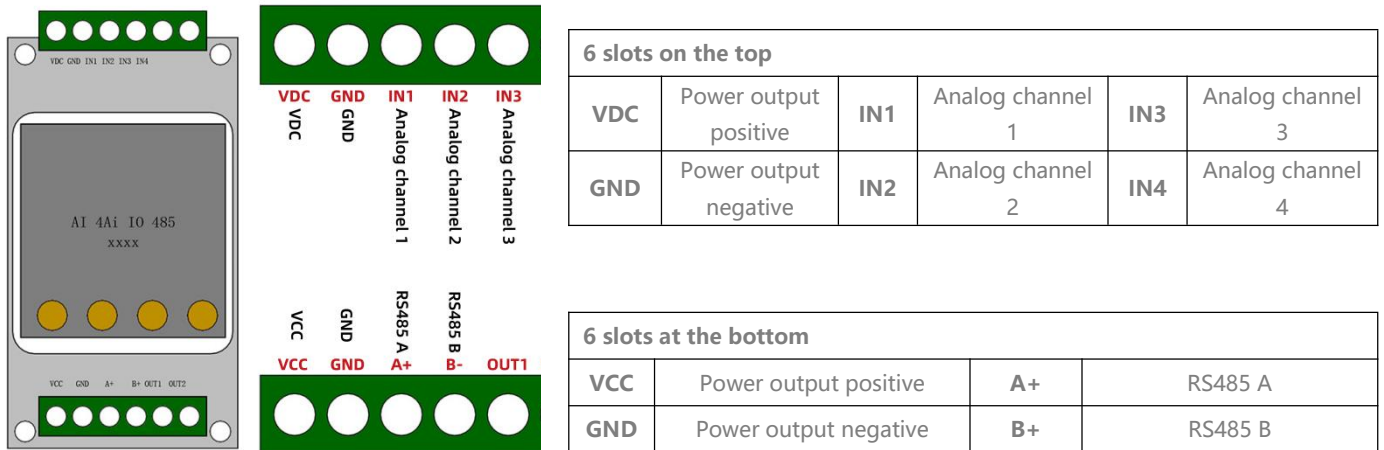 VDC GND IN1 IN2 IN3 IN4
AI 4Ai IO 485
xxxx
VCC GND A+ B+ OUT1 OUT2
VDC GND IN1 IN2 IN3
VDC
GND
Analog channel 1
Analog channel 2
Analog channel 3
VCC
GND
RS485 A
RS485 B
VCC GND A+ B- OUT1
6 slots on the top
VDC Power output positive IN1 Analog channel 1 IN3 Analog channel 3
GND Power output negative IN2 Analog channel 2 IN4 Analog channel 4
6 slots at the bottom
VCC Power output positive A+ RS485 A
GND Power output negative B+ RS485 B